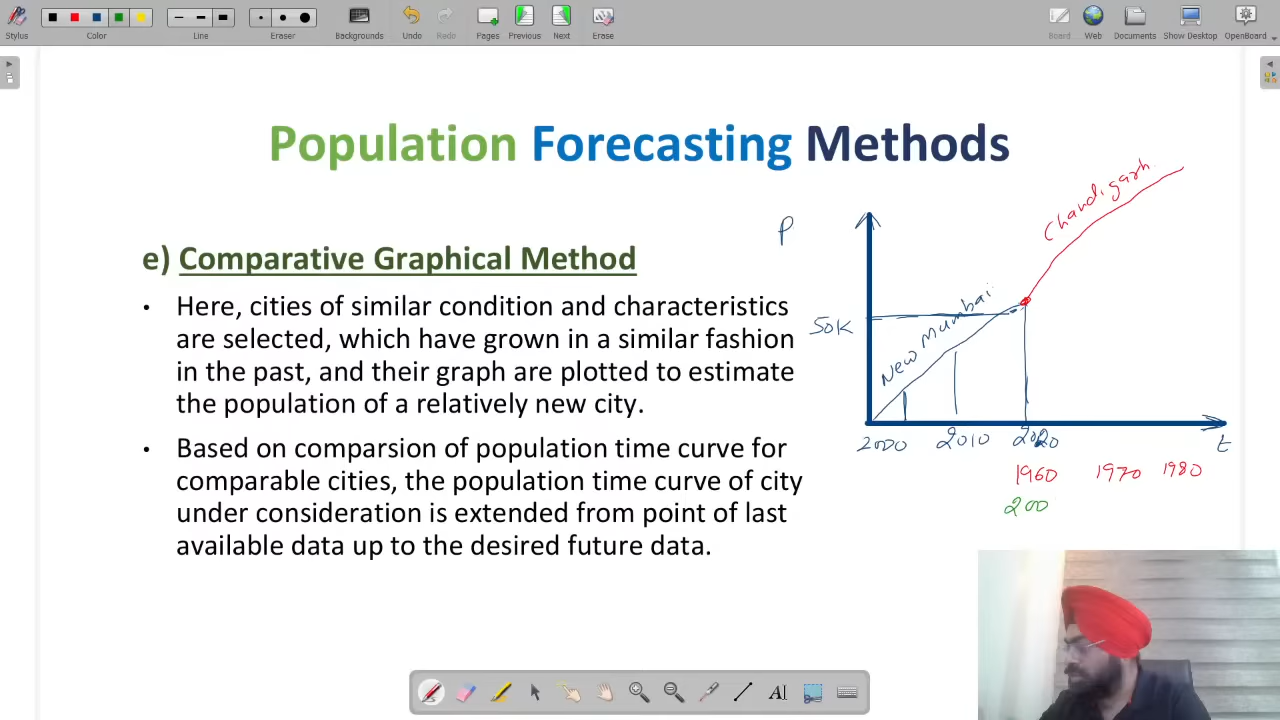 Stylus
Color
Line
Eraser
Backgrounds
Undo
Redo
Pages
Previous
Next
Erase
Board
Web
Documents
Show Desktop
OpenBoard
Population Forecasting Methods
e) Comparative Graphical Method
• Here, cities of similar condition and characteristics
are selected, which have grown in a similar fashion
in the past, and their graph are plotted to estimate
the population of a relatively new city.
• Based on comparsion of population time curve for
comparable cities, the population time curve of city
under consideration is extended from point of last
available data up to the desired future data.
P
Chandigarh
New Mumbai
50K
2000 2010 2020 t
1960 1970 1980
200
AI